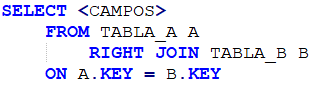 SELECT <CAMPOS>
FROM TABLA_A A
RIGHT JOIN TABLA_B B
ON A.KEY = B.KEY